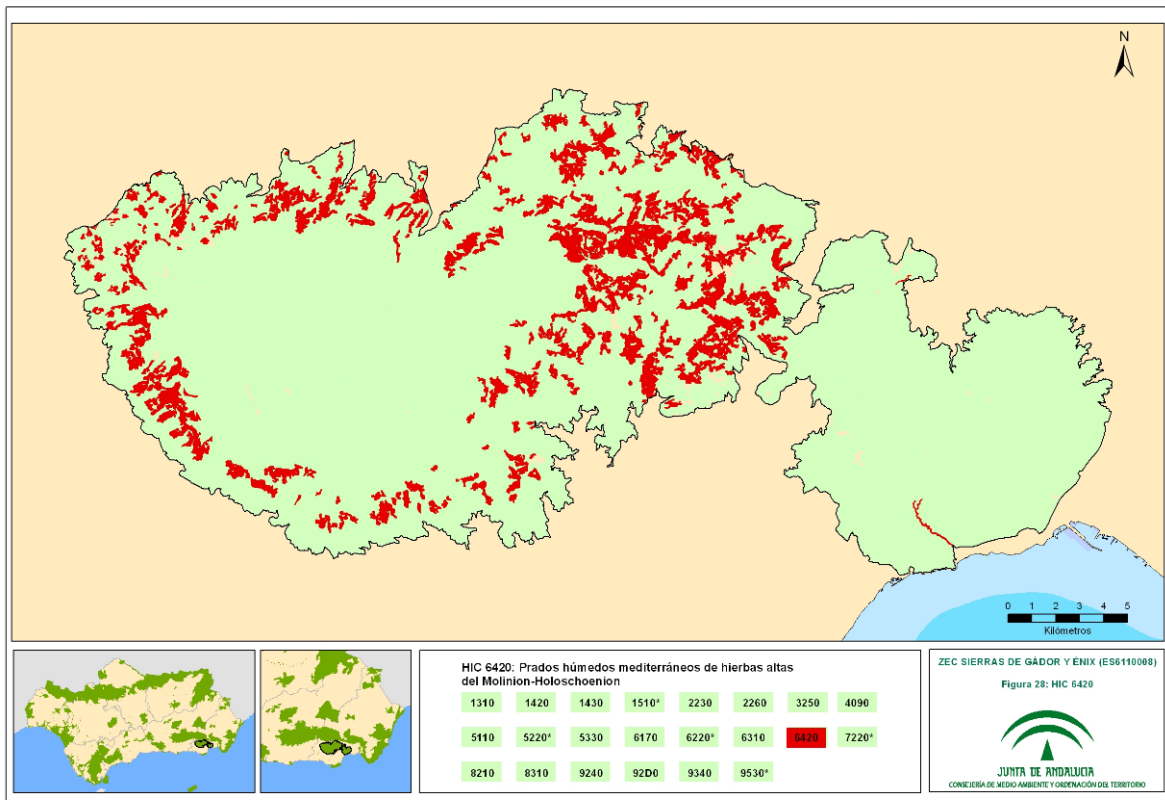 N
0 1 2 3 4 5
Kilómetros
HIC 6420: Prados húmedos mediterráneos de hierbas altas
del Molinion-Holoschoenion
1310 1420 1430 1510* 2230 2260 3250 4090
5110 5220* 5330 6170 6220* 6310 6420 7220*
8210 8310 9240 92D0 9340 9530*
ZEC SIERRAS DE GÁDOR Y ÉNIX (ES6110008)
Figura 28: HIC 6420
JUNTA DE ANDALUCIA
CONSEJERÍA DE MEDIO AMBIENTE Y ORDENACIÓN DEL TERRITORIO